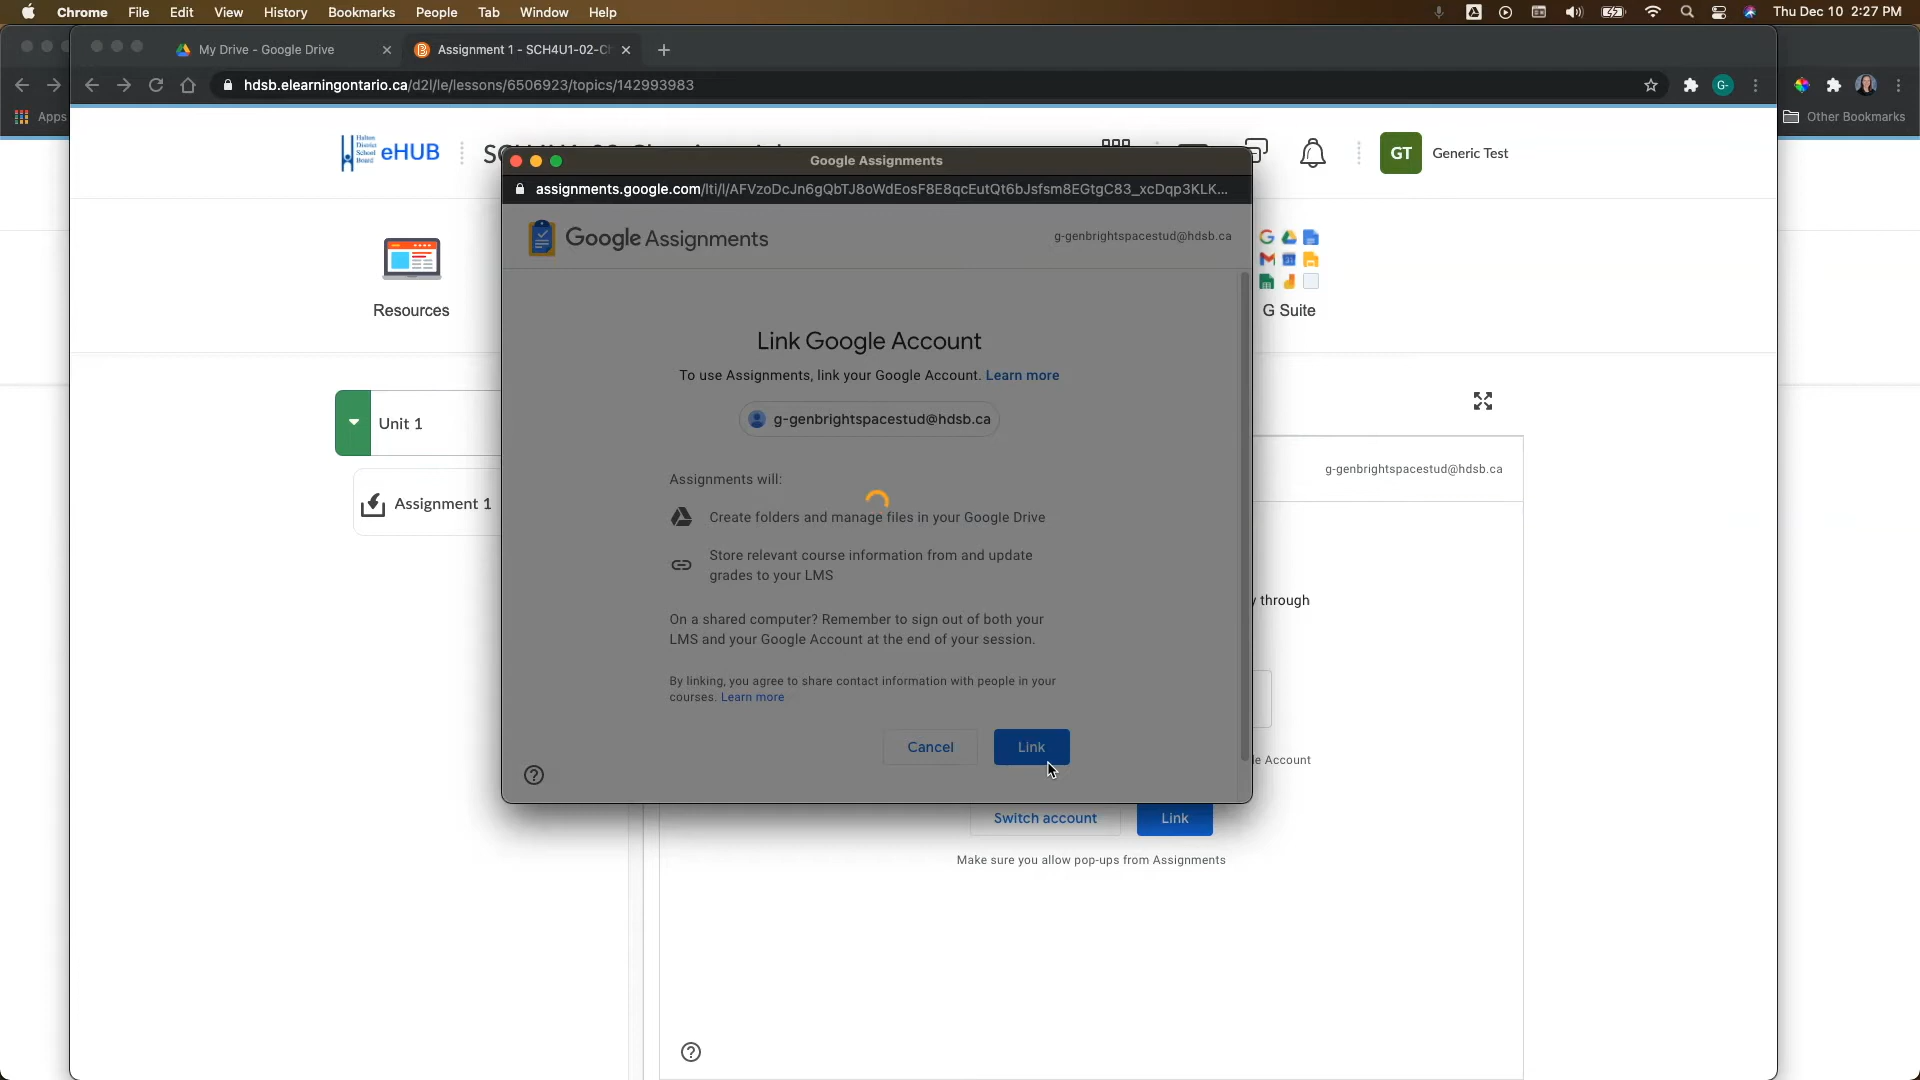 Chrome File Edit View History Bookmarks People Tab Window Help
Thu Dec 10 2:27 PM
My Drive - Google Drive
Assignment 1 - SCH4U1-02-C
hdsb.elearningontario.ca/d2l/le/lessons/6506923/topics/142993983
G-
Apps
Other Bookmarks
Halton
District
School
Board
eHUB
GT
Generic Test
Google Assignments
assignments.google.com/lti/l/AFVzoDcJn6gQbTJ8oWdEosF8E8qcEutQt6bJsfsm8EGtgC83_xcDqp3KLK...
Google Assignments
g-genbrightspacestud@hdsb.ca
Resources
G Suite
Link Google Account
To use Assignments, link your Google Account. Learn more
g-genbrightspacestud@hdsb.ca
Unit 1
Assignment 1
g-genbrightspacestud@hdsb.ca
Assignments will:
Create folders and manage files in your Google Drive
Store relevant course information from and update
grades to your LMS
through
On a shared computer? Remember to sign out of both your
LMS and your Google Account at the end of your session.
By linking, you agree to share contact information with people in your
courses. Learn more
Cancel
Link
Account
Switch account
Link
Make sure you allow pop-ups from Assignments